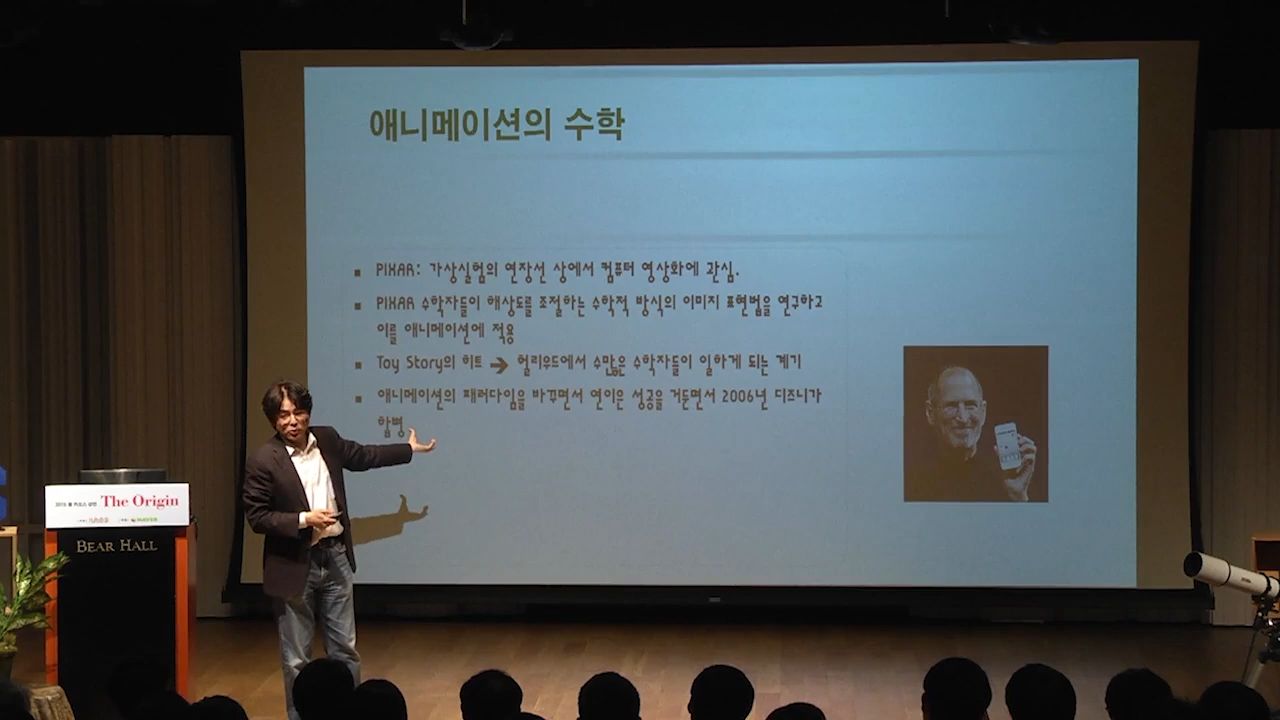 애니메이션의 수학
PIXAR: 가상실험의 연장선 상에서 컴퓨터 영상화에 관심.
PIXAR 수학자들이 해상도를 조절하는 수학적 방식의 이미지 표현법을 연구하고
이를 애니메이션에 적용
Toy Story의 히트 ➔ 헐리우드에서 수많은 수학자들이 일하게 되는 계기
애니메이션의 패러다임을 바꾸면서 연이은 성공을 거두면서 2006년 디즈니가
합병
The Origin
BEAR HALL